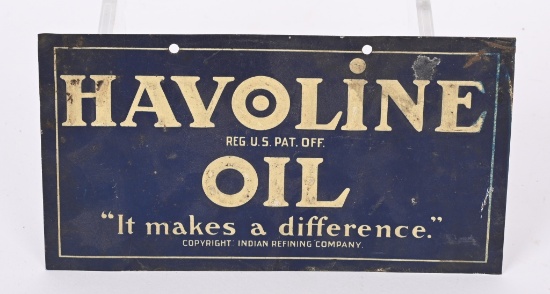 HAVOLiNE
REG. U.S. PAT. OFF.
OIL
"It makes a difference."
COPYRIGHT INDIAN REFINING COMPANY.